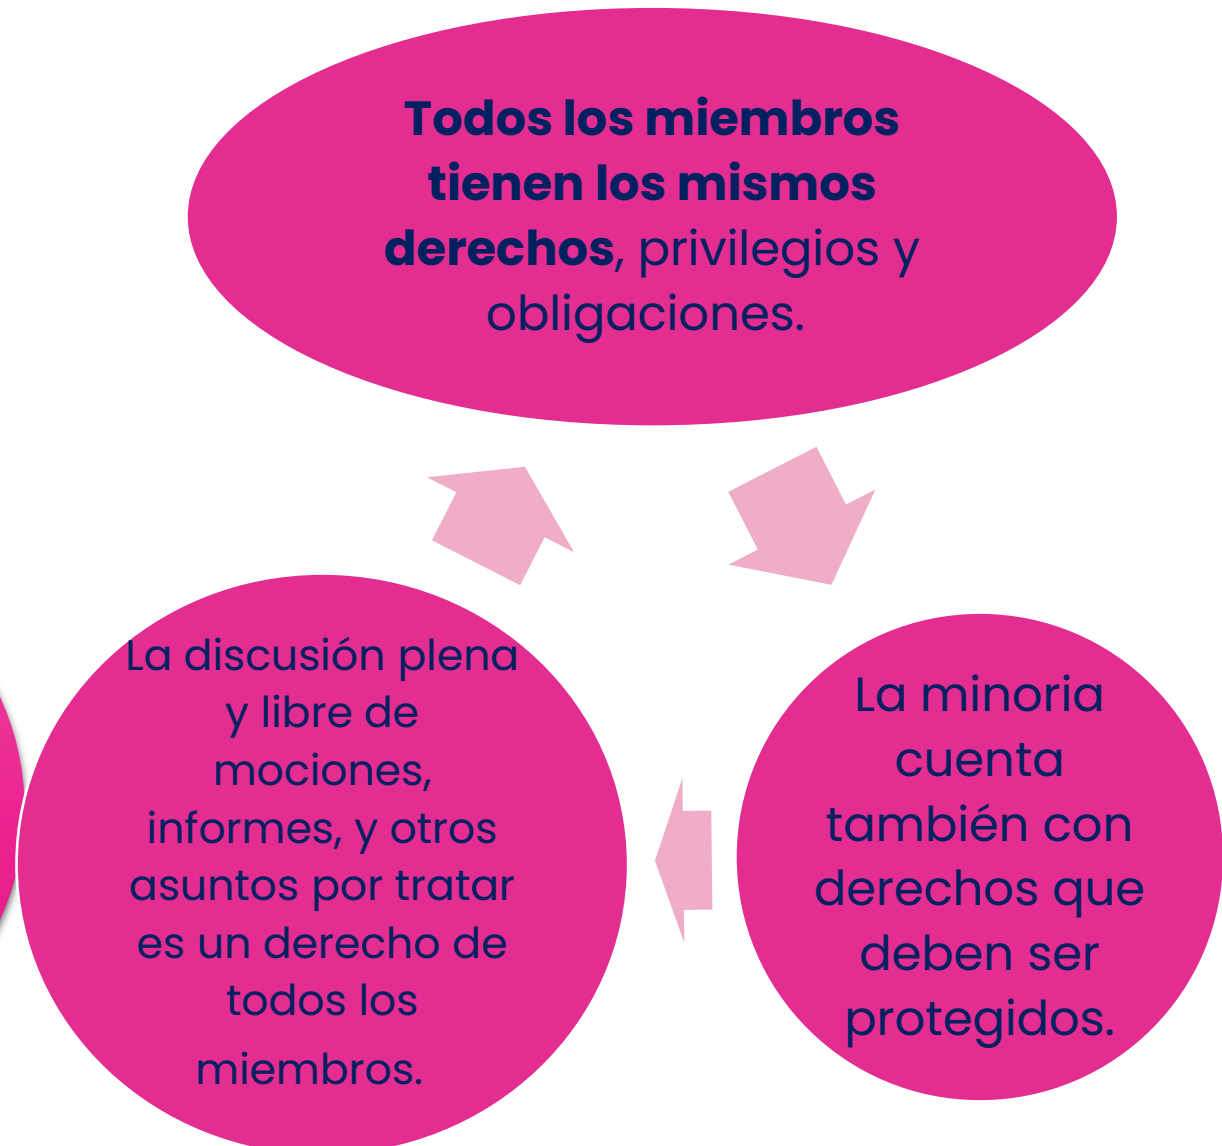 Todos los miembros
tienen los mismos
derechos, privilegios y
obligaciones.
La discusión plena
y libre de
mociones,
informes, y otros
asuntos por tratar
es un derecho de
todos los
miembros.
La minoria
cuenta
también con
derechos que
deben ser
protegidos.